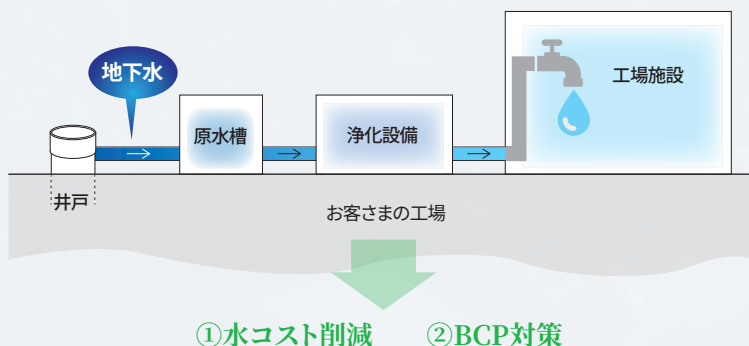 地下水
原水槽
浄化設備
工場施設
井戸
お客さまの工場
①水コスト削減 ②BCP対策